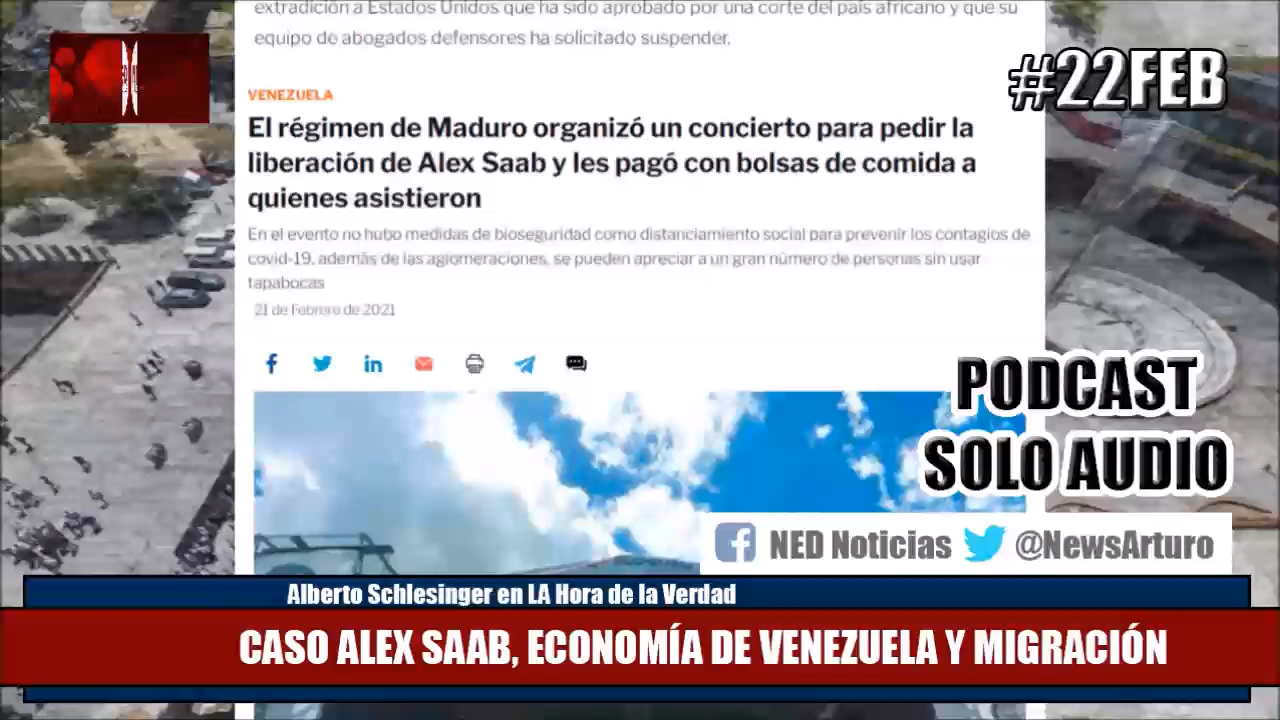 extradición a Estados Unidos que ha sido aprobado por una corte del país africano y que su
equipo de abogados defensores ha solicitado suspender.
VENEZUELA
El régimen de Maduro organizó un concierto para pedir la
liberación de Alex Saab y les pagó con bolsas de comida a
quienes asistieron
En el evento no hubo medidas de bioseguridad como distanciamiento social para prevenir los contagios de
covid-19, además de las aglomeraciones, se pueden apreciar a un gran número de personas sin usar
tapabocas
21 de Febrero de 2021
#22FEB
PODCAST
SOLO AUDIO
NED Noticias @NewsArturo
Alberto Schlesinger en LA Hora de la Verdad
CASO ALEX SAAB, ECONOMÍA DE VENEZUELA Y MIGRACIÓN